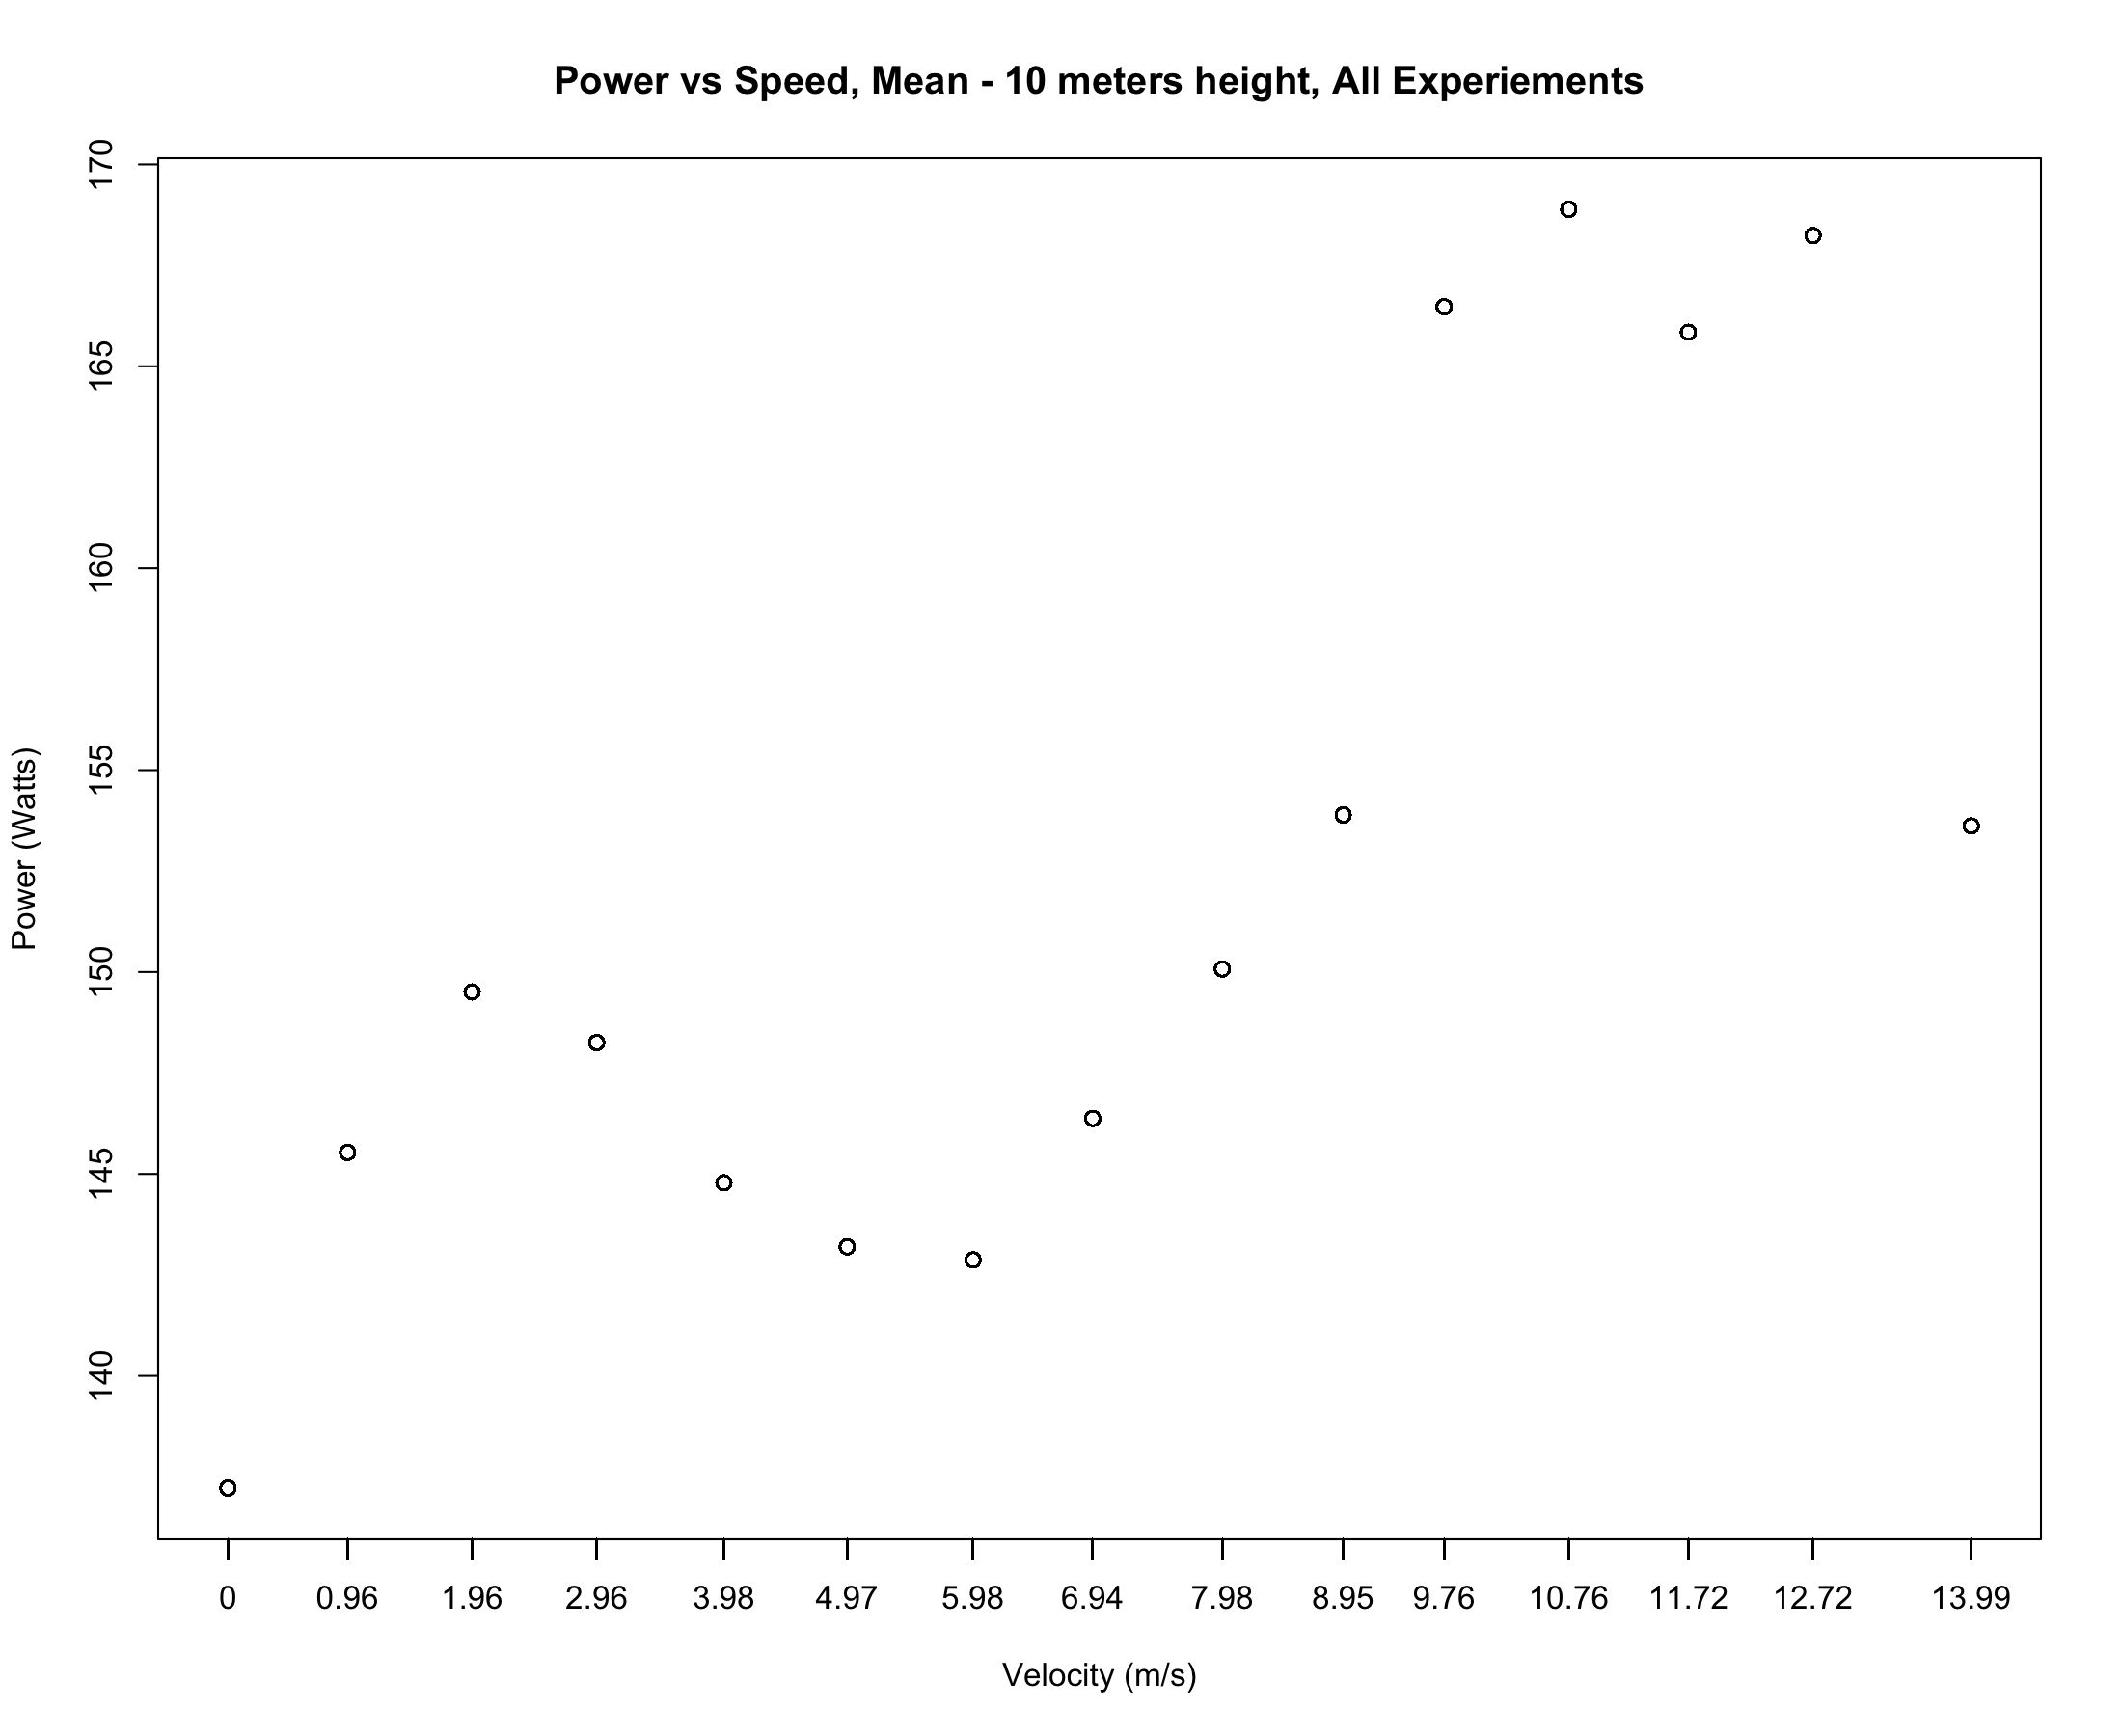 Power vs Speed, Mean - 10 meters height, All Experiements
170
165
160
155
150
145
140
Power (Watts)
0 0.96 1.96 2.96 3.98 4.97 5.98 6.94 7.98 8.95 9.76 10.76 11.72 12.72 13.99
Velocity (m/s)